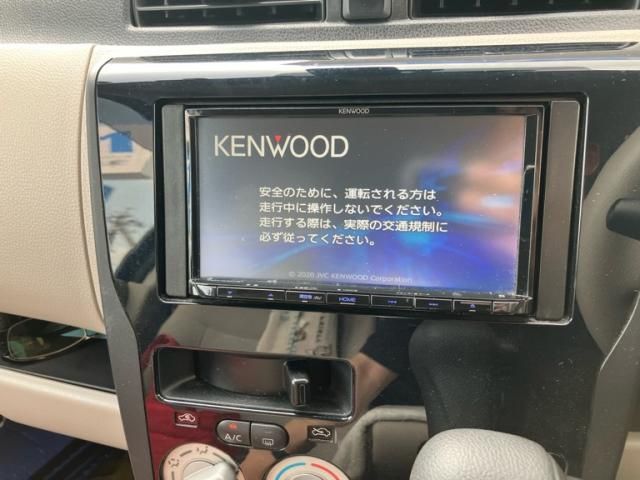 KENWOOD
KENWOOD
安全のために、運転される方は
走行中に操作しないでください。
走行する際は、実際の交通規制に
必ず従ってください。
© 2020 JVC KENWOOD Corporation
HOME
A/C